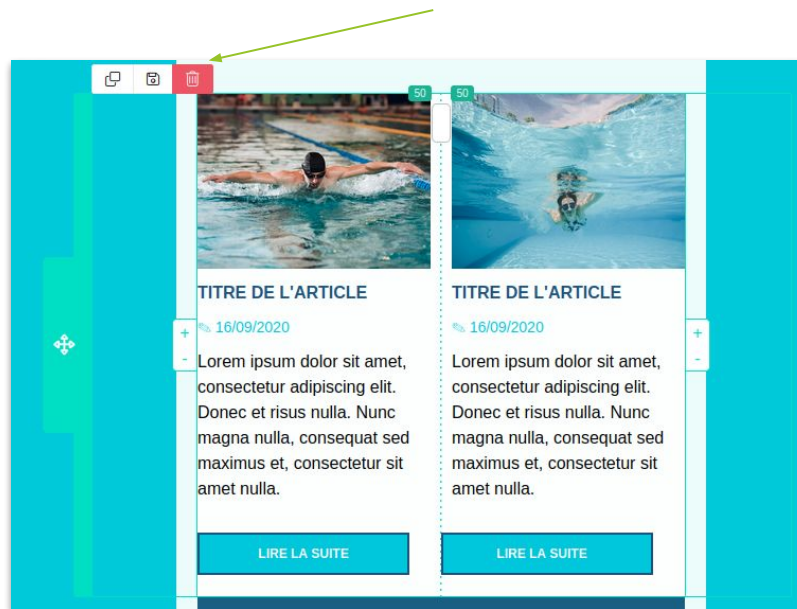 50 50
TITRE DE L'ARTICLE
16/09/2020
Lorem ipsum dolor sit amet,
consectetur adipiscing elit.
Donec et risus nulla. Nunc
magna nulla, consequat sed
maximus et, consectetur sit
amet nulla.
LIRE LA SUITE
TITRE DE L'ARTICLE
16/09/2020
Lorem ipsum dolor sit amet,
consectetur adipiscing elit.
Donec et risus nulla. Nunc
magna nulla, consequat sed
maximus et, consectetur sit
amet nulla.
LIRE LA SUITE
+
-
+
-